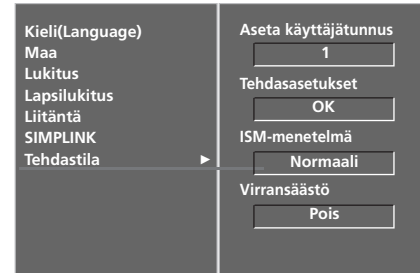 Kieli(Language)
Maa
Lukitus
Lapsilukitus
Liitäntä
SIMPLINK
Tehdastila ►
Aseta käyttäjätunnus
1
Tehdasasetukset
OK
ISM-menetelmä
Normaali
Virransäästö
Pois